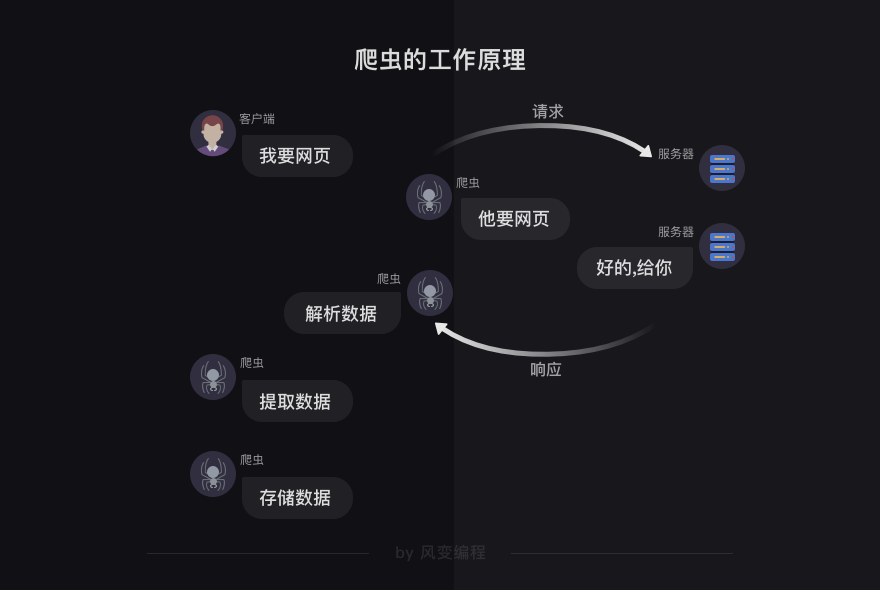 爬虫的工作原理
客户端
我要网页
请求
服务器
爬虫
他要网页
服务器
好的,给你
爬虫
解析数据
响应
爬虫
提取数据
爬虫
存储数据
by 风变编程